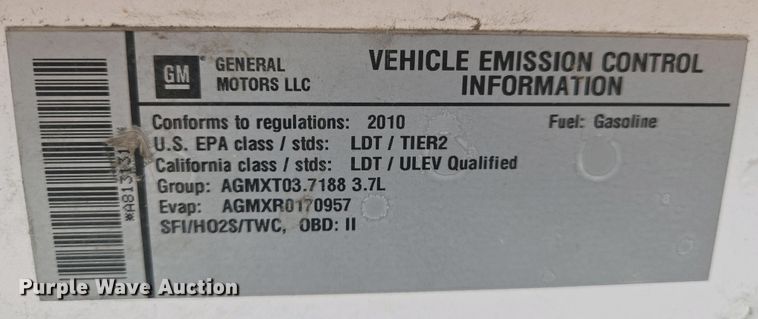 GM
GENERAL
MOTORS LLC
VEHICLE EMISSION CONTROL
INFORMATION
Conforms to regulations: 2010 Fuel: Gasoline
U.S. EPA class / stds: LDT / TIER2
California class / stds: LDT / ULEV Qualified
Group: AGMXT03.7188 3.7L
Evap: AGMXR0170957
SFI/HO2S/TWC, OBD: II
Purple Wave Auction